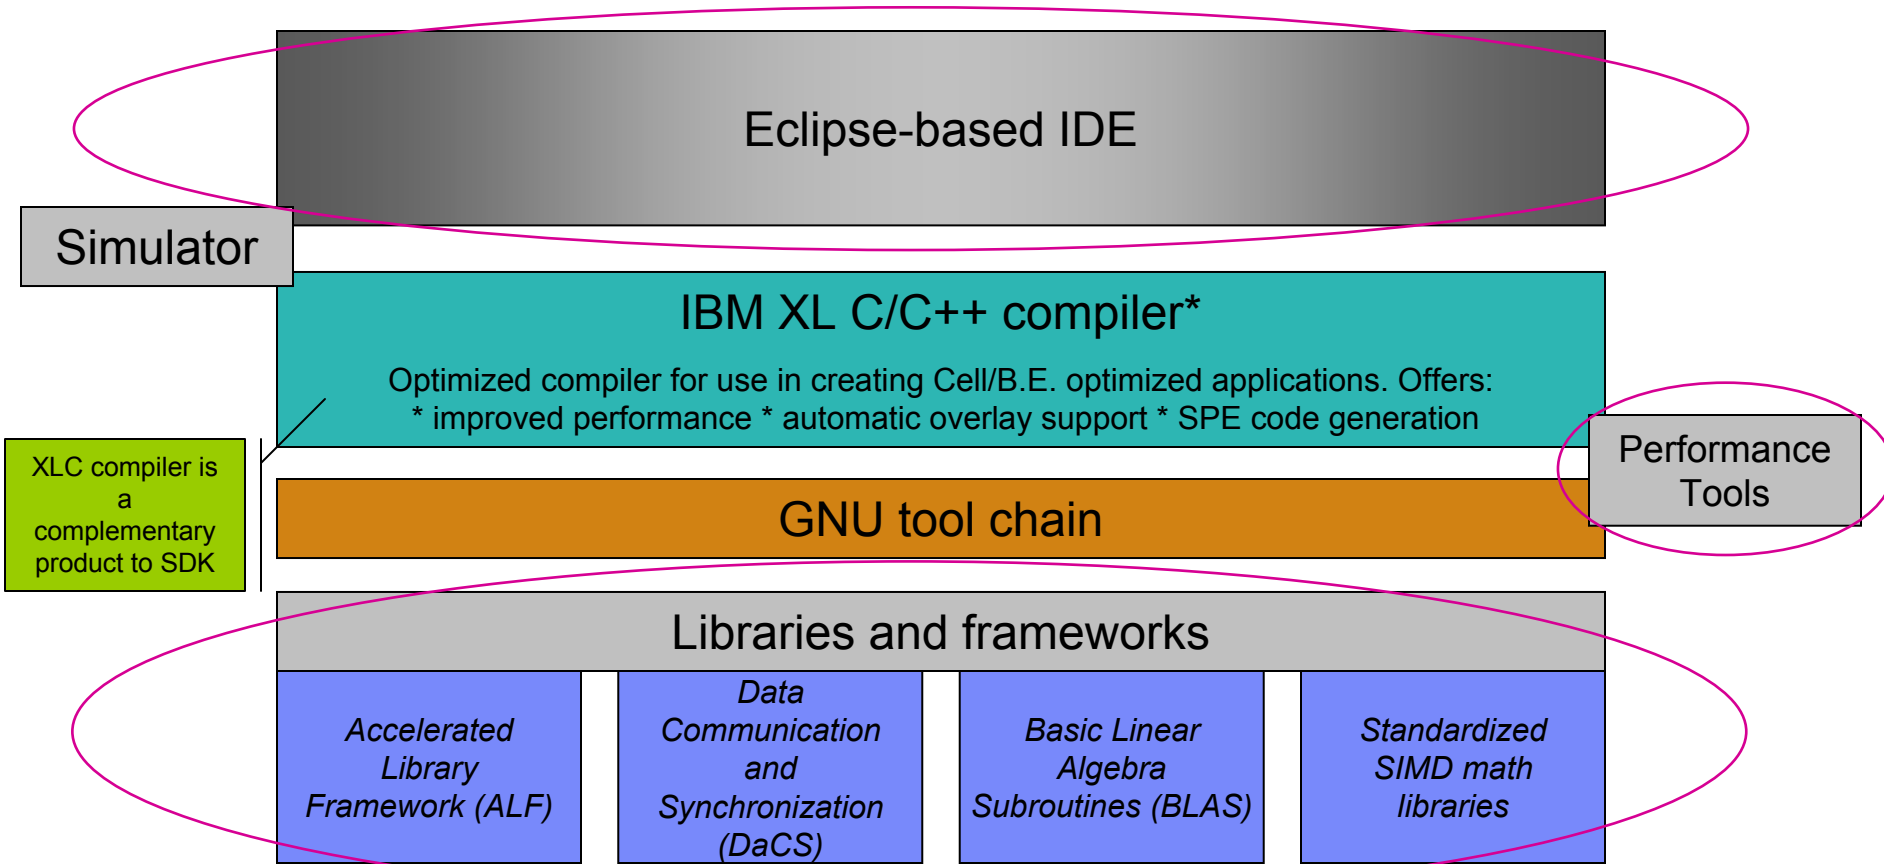 Eclipse-based IDE
Simulator
IBM XL C/C++ compiler*
Optimized compiler for use in creating Cell/B.E. optimized applications. Offers:
* improved performance * automatic overlay support * SPE code generation
Performance
Tools
XLC compiler is
a
complementary
product to SDK
GNU tool chain
Libraries and frameworks
Accelerated
Library
Framework (ALF)
Data
Communication
and
Synchronization
(DaCS)
Basic Linear
Algebra
Subroutines (BLAS)
Standardized
SIMD math
libraries